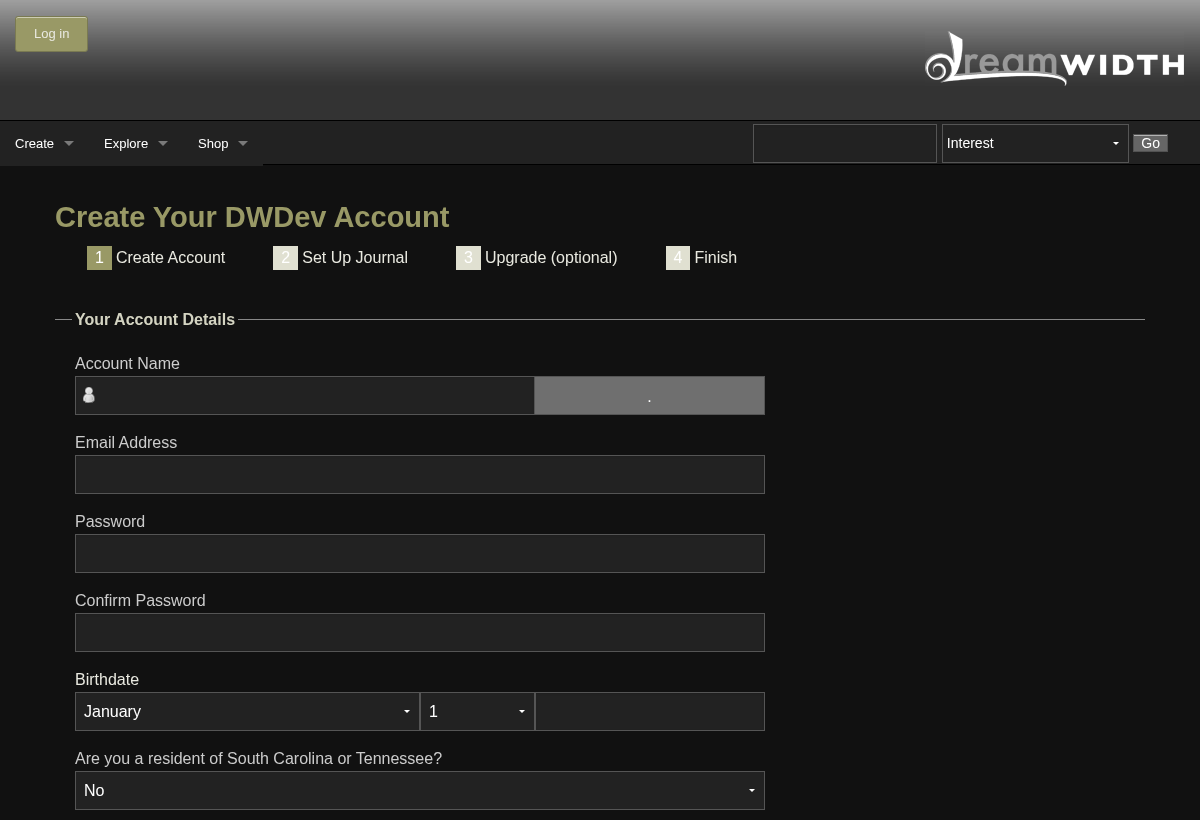 Log in
dreamwidth
Create
Explore
Shop
Interest
Go
Create Your DWDev Account
1 Create Account
2 Set Up Journal
3 Upgrade (optional)
4 Finish
Your Account Details
Account Name
.
Email Address
Password
Confirm Password
Birthdate
January
1
Are you a resident of South Carolina or Tennessee?
No